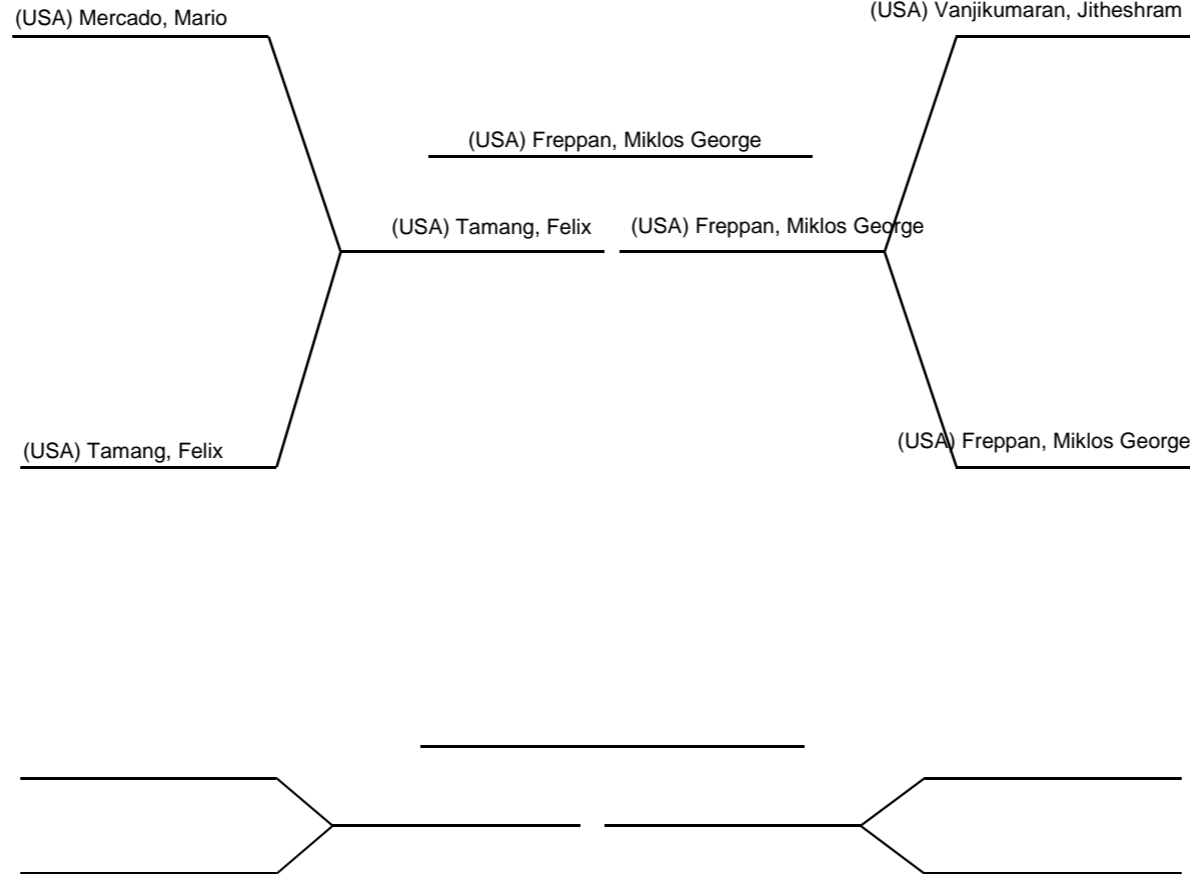 (USA) Mercado, Mario
(USA) Vanjikumaran, Jitheshram
(USA) Freppan, Miklos George
(USA) Tamang, Felix
(USA) Freppan, Miklos George
(USA) Tamang, Felix
(USA) Freppan, Miklos George